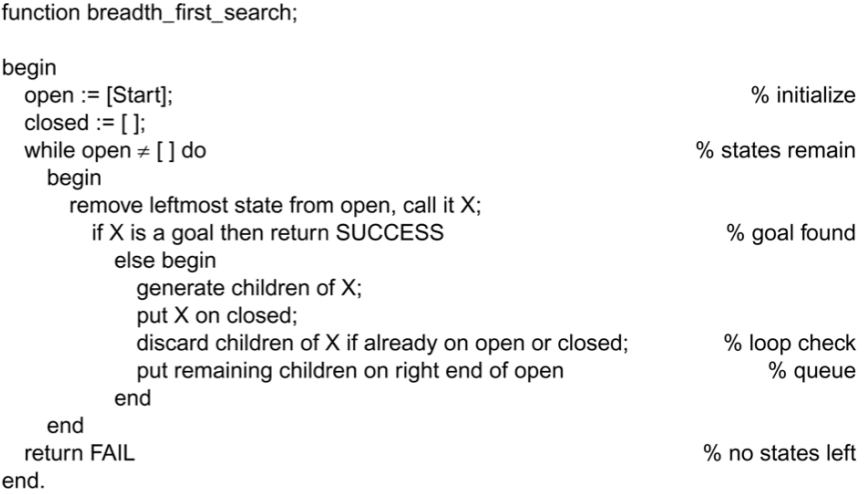 function breadth_first_search;
begin
open := [Start]; % initialize
closed := [ ];
while open ≠ [ ] do % states remain
begin
remove leftmost state from open, call it X;
if X is a goal then return SUCCESS % goal found
else begin
generate children of X;
put X on closed;
discard children of X if already on open or closed; % loop check
put remaining children on right end of open % queue
end
end
return FAIL % no states left
end.